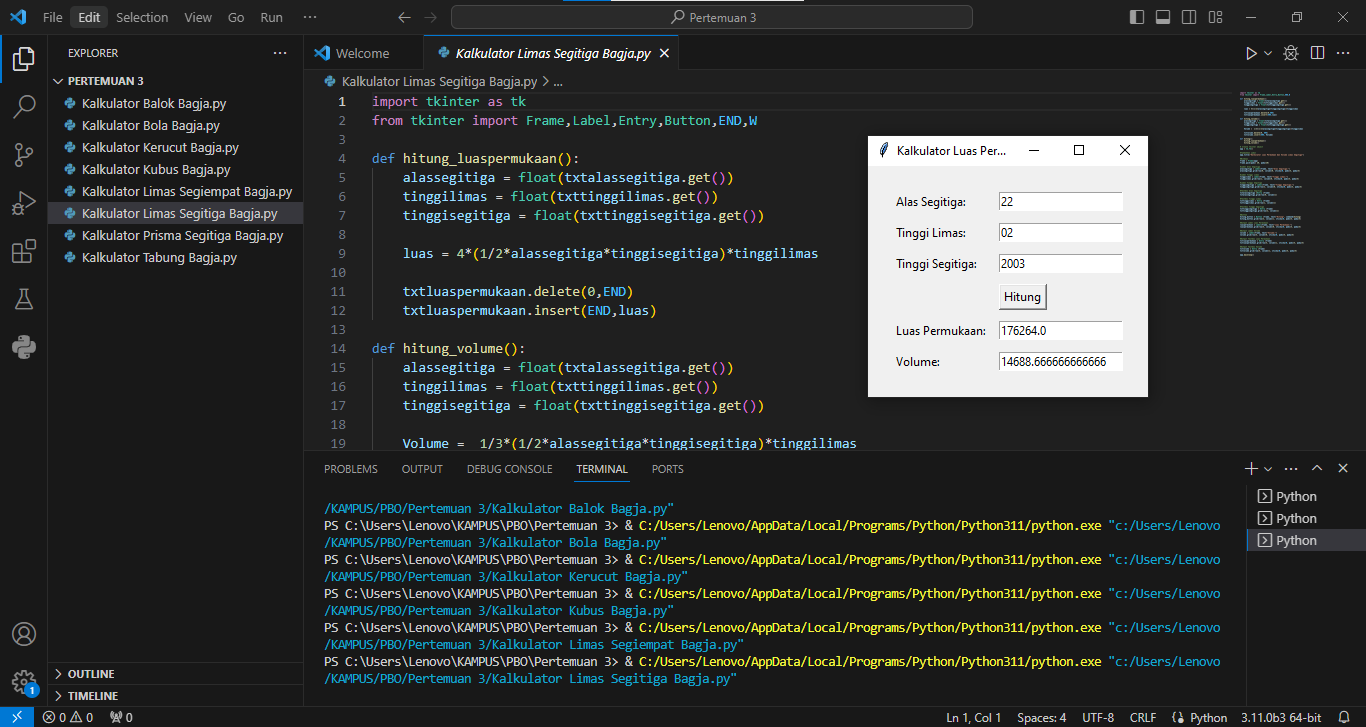 File Edit Selection View Go Run ··· Pertemuan 3
EXPLORER ···
PERTEMUAN 3
Kalkulator Balok Bagja.py
Kalkulator Bola Bagja.py
Kalkulator Kerucut Bagja.py
Kalkulator Kubus Bagja.py
Kalkulator Limas Segiempat Bagja.py
Kalkulator Limas Segitiga Bagja.py
Kalkulator Prisma Segitiga Bagja.py
Kalkulator Tabung Bagja.py
OUTLINE
TIMELINE
1
Welcome Kalkulator Limas Segitiga Bagja.py
Kalkulator Limas Segitiga Bagja.py > ...
1 import tkinter as tk
2 from tkinter import Frame,Label,Entry,Button,END,W
3
4 def hitung_luaspermukaan():
5 alassegitiga = float(txtalassegitiga.get())
6 tinggilimas = float(txttinggilimas.get())
7 tinggisegitiga = float(txttinggisegitiga.get())
8
9 luas = 4*(1/2*alassegitiga*tinggisegitiga)*tinggilimas
10
11 txtluaspermukaan.delete(0,END)
12 txtluaspermukaan.insert(END,luas)
13
14 def hitung_volume():
15 alassegitiga = float(txtalassegitiga.get())
16 tinggilimas = float(txttinggilimas.get())
17 tinggisegitiga = float(txttinggisegitiga.get())
18
19 Volume =  1/3*(1/2*alassegitiga*tinggisegitiga)*tinggilimas
Kalkulator Luas Per...
Alas Segitiga: 22
Tinggi Limas: 02
Tinggi Segitiga: 2003
Hitung
Luas Permukaan: 176264.0
Volume: 14688.666666666666
PROBLEMS OUTPUT DEBUG CONSOLE TERMINAL PORTS
/KAMPUS/PBO/Pertemuan 3/Kalkulator Balok Bagja.py"
PS C:\Users\Lenovo\KAMPUS\PBO\Pertemuan 3> & C:/Users/Lenovo/AppData/Local/Programs/Python/Python311/python.exe "c:/Users/Lenovo
/KAMPUS/PBO/Pertemuan 3/Kalkulator Bola Bagja.py"
PS C:\Users\Lenovo\KAMPUS\PBO\Pertemuan 3> & C:/Users/Lenovo/AppData/Local/Programs/Python/Python311/python.exe "c:/Users/Lenovo
/KAMPUS/PBO/Pertemuan 3/Kalkulator Kerucut Bagja.py"
PS C:\Users\Lenovo\KAMPUS\PBO\Pertemuan 3> & C:/Users/Lenovo/AppData/Local/Programs/Python/Python311/python.exe "c:/Users/Lenovo
/KAMPUS/PBO/Pertemuan 3/Kalkulator Kubus Bagja.py"
PS C:\Users\Lenovo\KAMPUS\PBO\Pertemuan 3> & C:/Users/Lenovo/AppData/Local/Programs/Python/Python311/python.exe "c:/Users/Lenovo
/KAMPUS/PBO/Pertemuan 3/Kalkulator Limas Segiempat Bagja.py"
PS C:\Users\Lenovo\KAMPUS\PBO\Pertemuan 3> & C:/Users/Lenovo/AppData/Local/Programs/Python/Python311/python.exe "c:/Users/Lenovo
/KAMPUS/PBO/Pertemuan 3/Kalkulator Limas Segitiga Bagja.py"
Python
Python
Python
0 0 0 Ln 1, Col 1 Spaces: 4 UTF-8 CRLF Python 3.11.0b3 64-bit